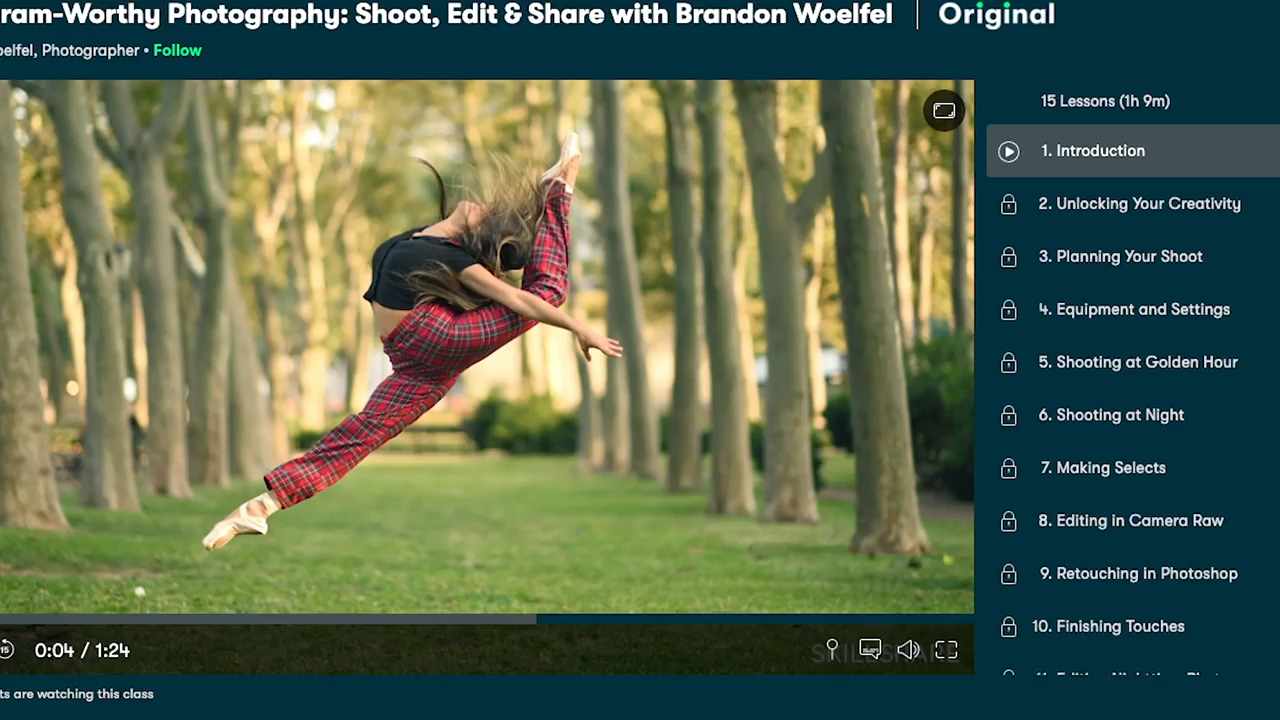 ram-Worthy Photography: Shoot, Edit & Share with Brandon Woelfel
Original
oelfel, Photographer • Follow
15 Lessons (1h 9m)
1. Introduction
2. Unlocking Your Creativity
3. Planning Your Shoot
4. Equipment and Settings
5. Shooting at Golden Hour
6. Shooting at Night
7. Making Selects
8. Editing in Camera Raw
9. Retouching in Photoshop
10. Finishing Touches
15
0:04 / 1:24
SKILLSHARE
ts are watching this class